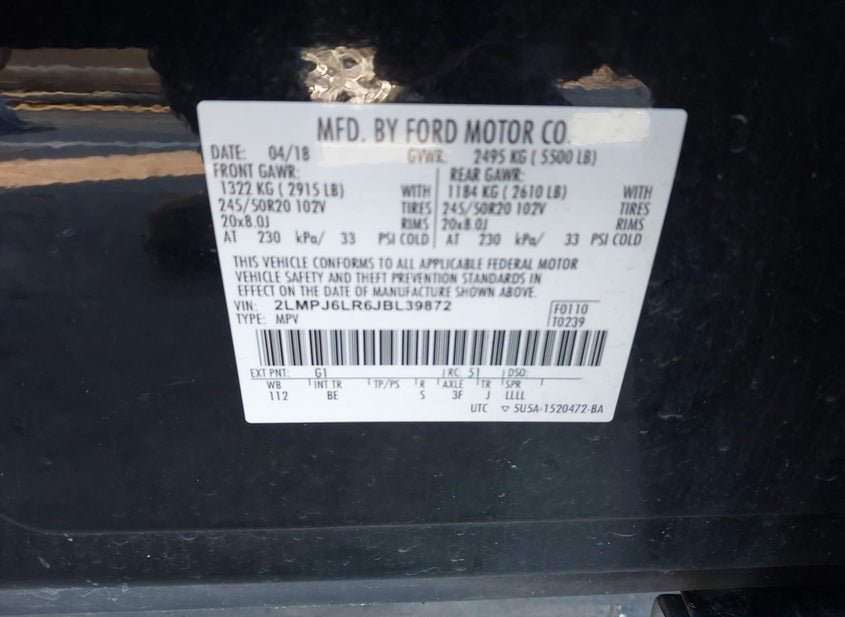 MFD. BY FORD MOTOR CO.
DATE: 04/18 GVWR: 2495 KG ( 5500 LB)
FRONT GAWR: REAR GAWR:
1322 KG ( 2915 LB) WITH 1184 KG ( 2610 LB) WITH
245/50R20 102V TIRES 245/50R20 102V TIRES
20x8.0J RIMS 20x8.0J RIMS
AT 230 kPa/ 33 PSI COLD AT 230 kPa/ 33 PSI COLD
THIS VEHICLE CONFORMS TO ALL APPLICABLE FEDERAL MOTOR
VEHICLE SAFETY AND THEFT PREVENTION STANDARDS IN
EFFECT ON THE DATE OF MANUFACTURE SHOWN ABOVE.
VIN: 2LMPJ6LR6JBL39872 F0110
TYPE: MPV T0239
EXT PNT: G1 RC: 51 DSO:
WB INT TR TP/PS R AXLE TR SPR
112 BE S 3F J LLLL
UTC ▽ 5U5A-1520472-BA